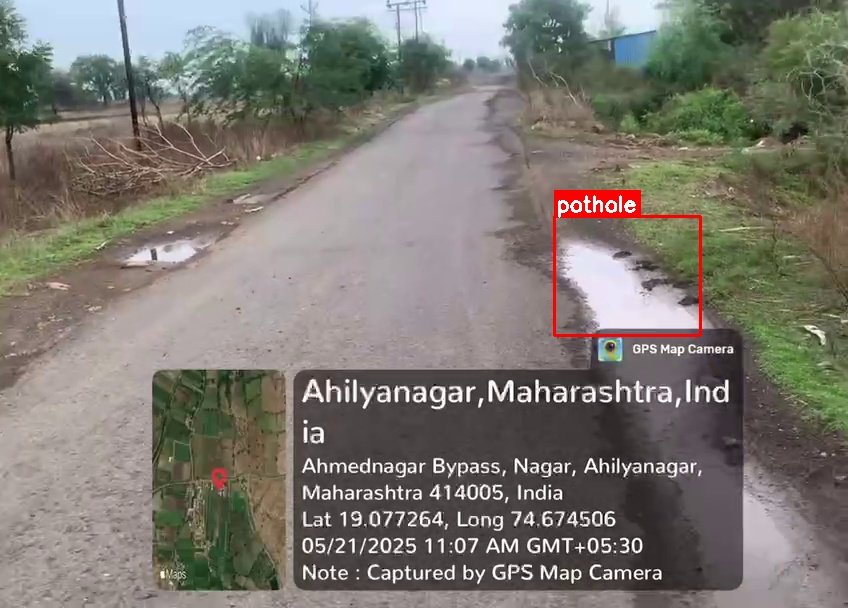 pothole
GPS Map Camera
Ahilyanagar,Maharashtra,Ind
ia
Ahmednagar Bypass, Nagar, Ahilyanagar,
Maharashtra 414005, India
Lat 19.077264, Long 74.674506
05/21/2025 11:07 AM GMT+05:30
Note : Captured by GPS Map Camera
Maps